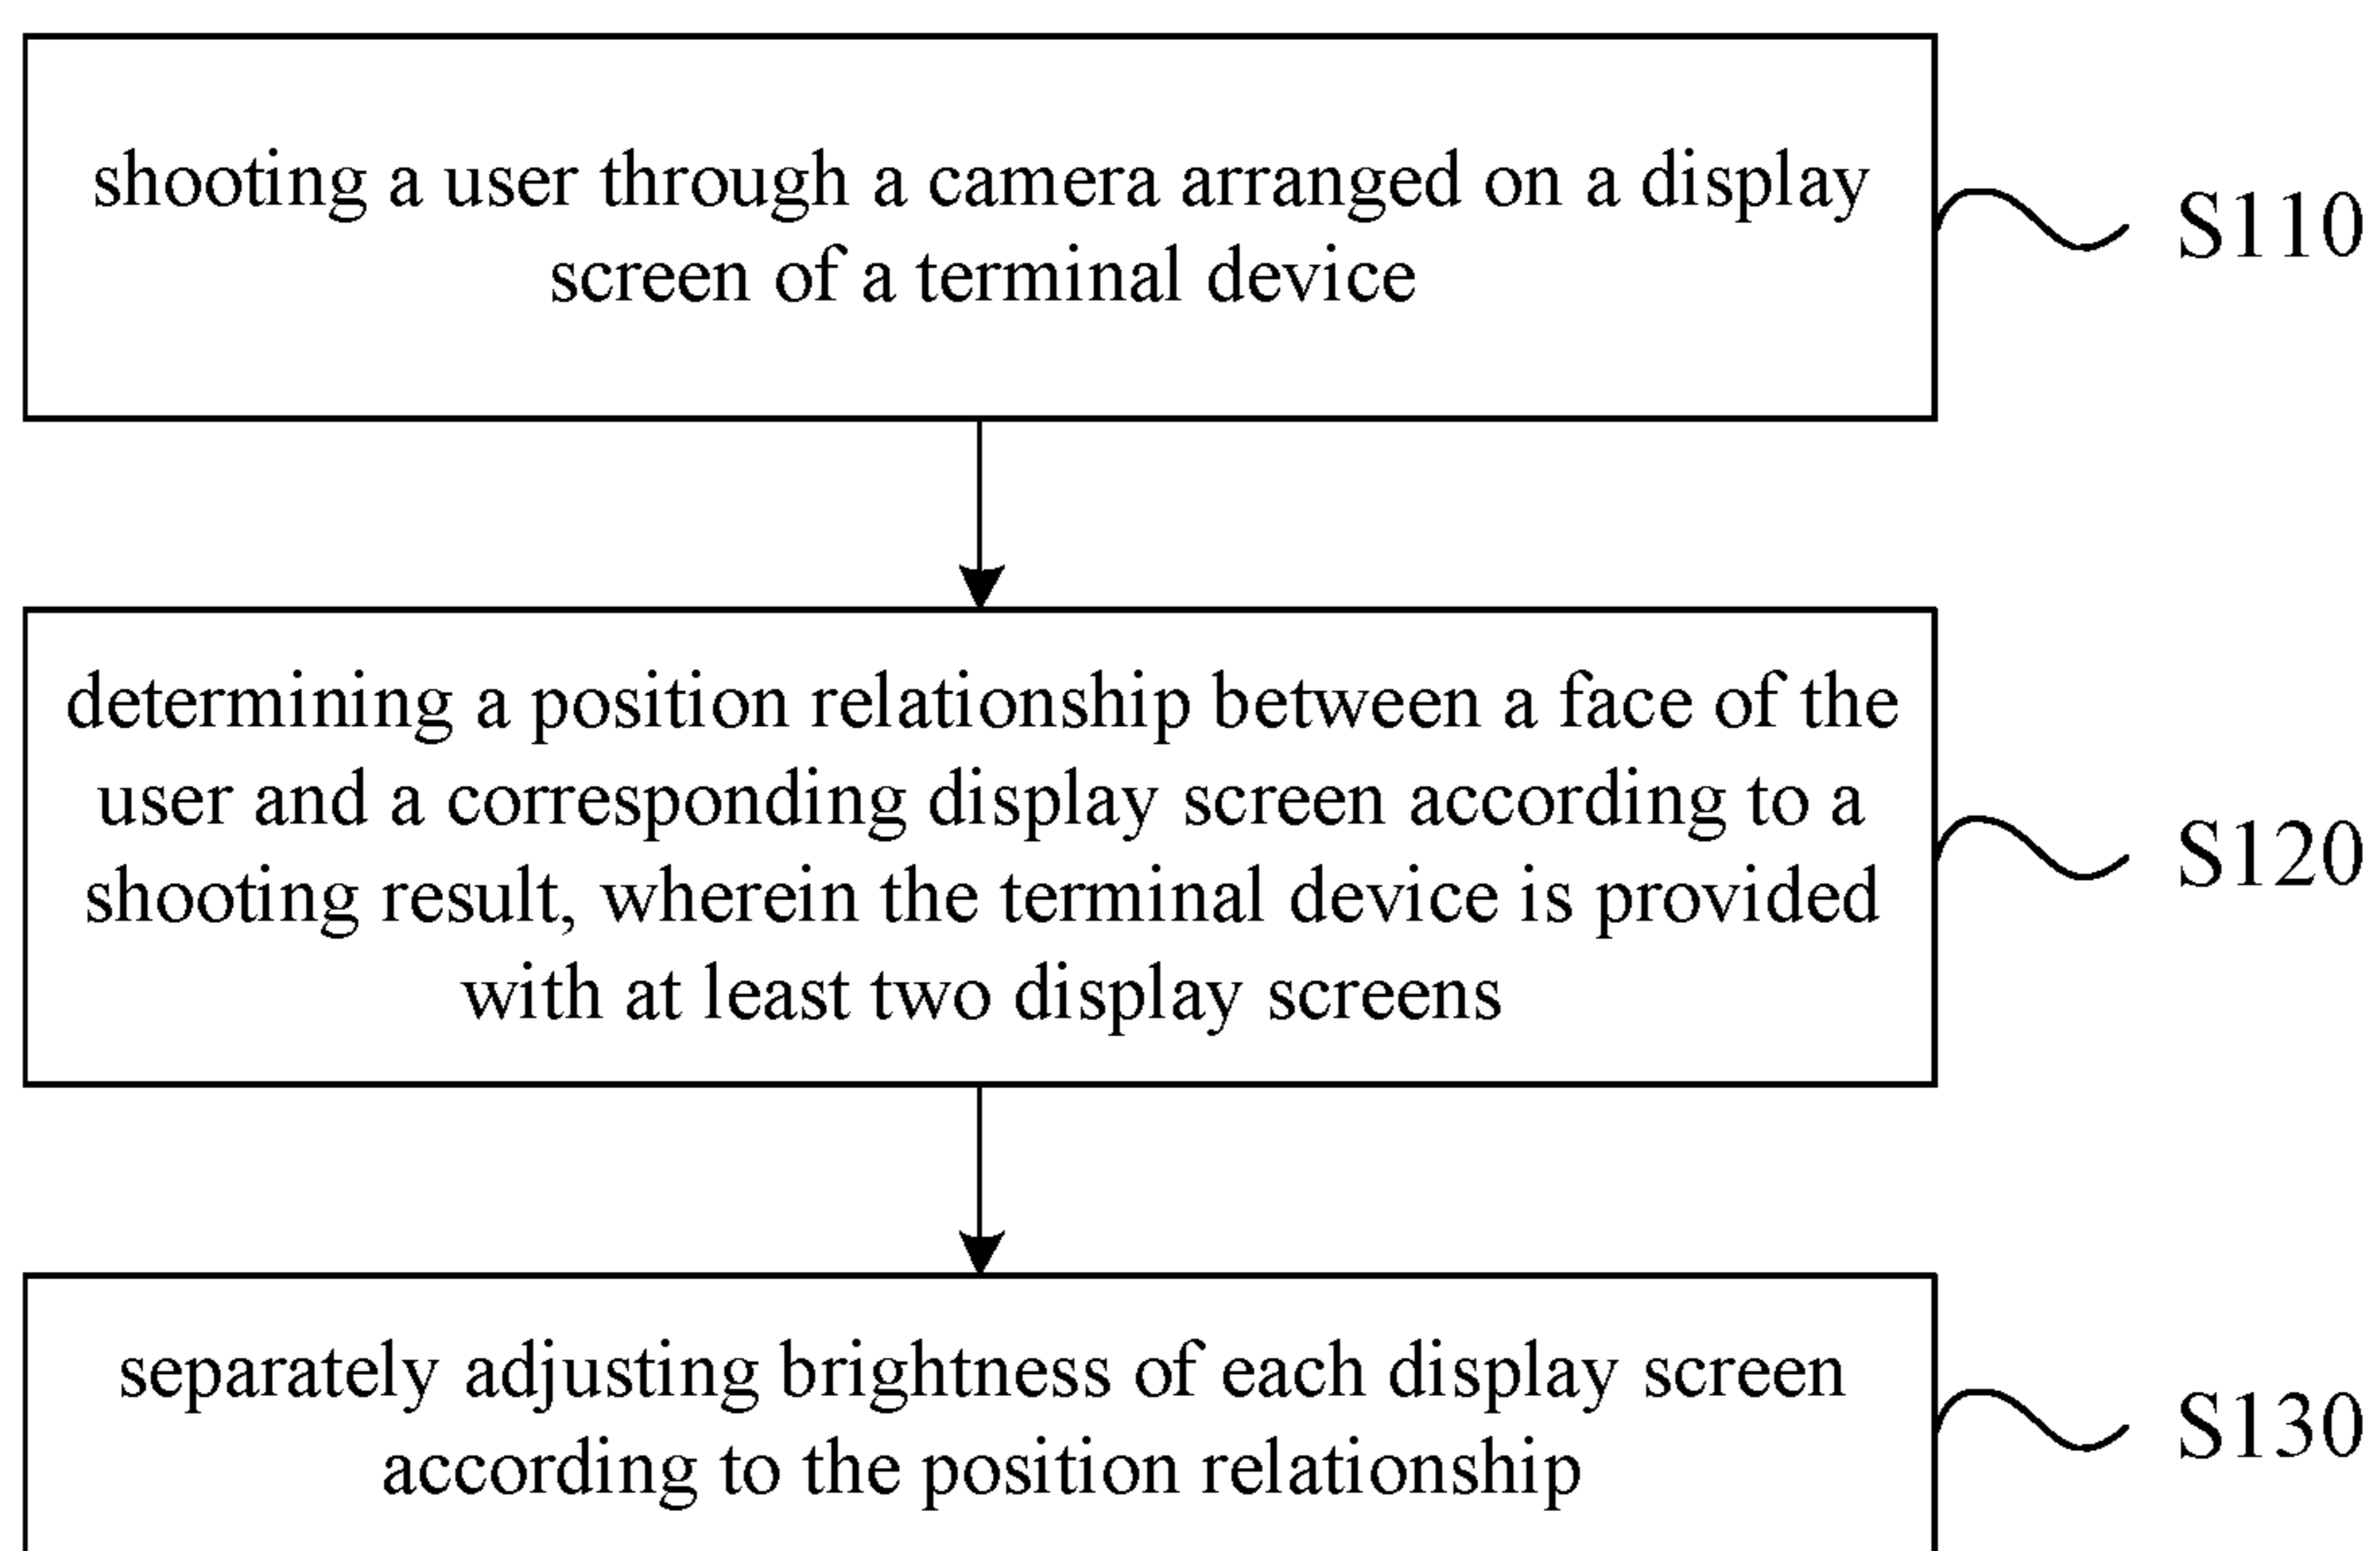 shooting a user through a camera arranged on a display
screen of a terminal device
S110
determining a position relationship between a face of the
user and a corresponding display screen according to a
shooting result, wherein the terminal device is provided
with at least two display screens
S120
separately adjusting brightness of each display screen
according to the position relationship
S130